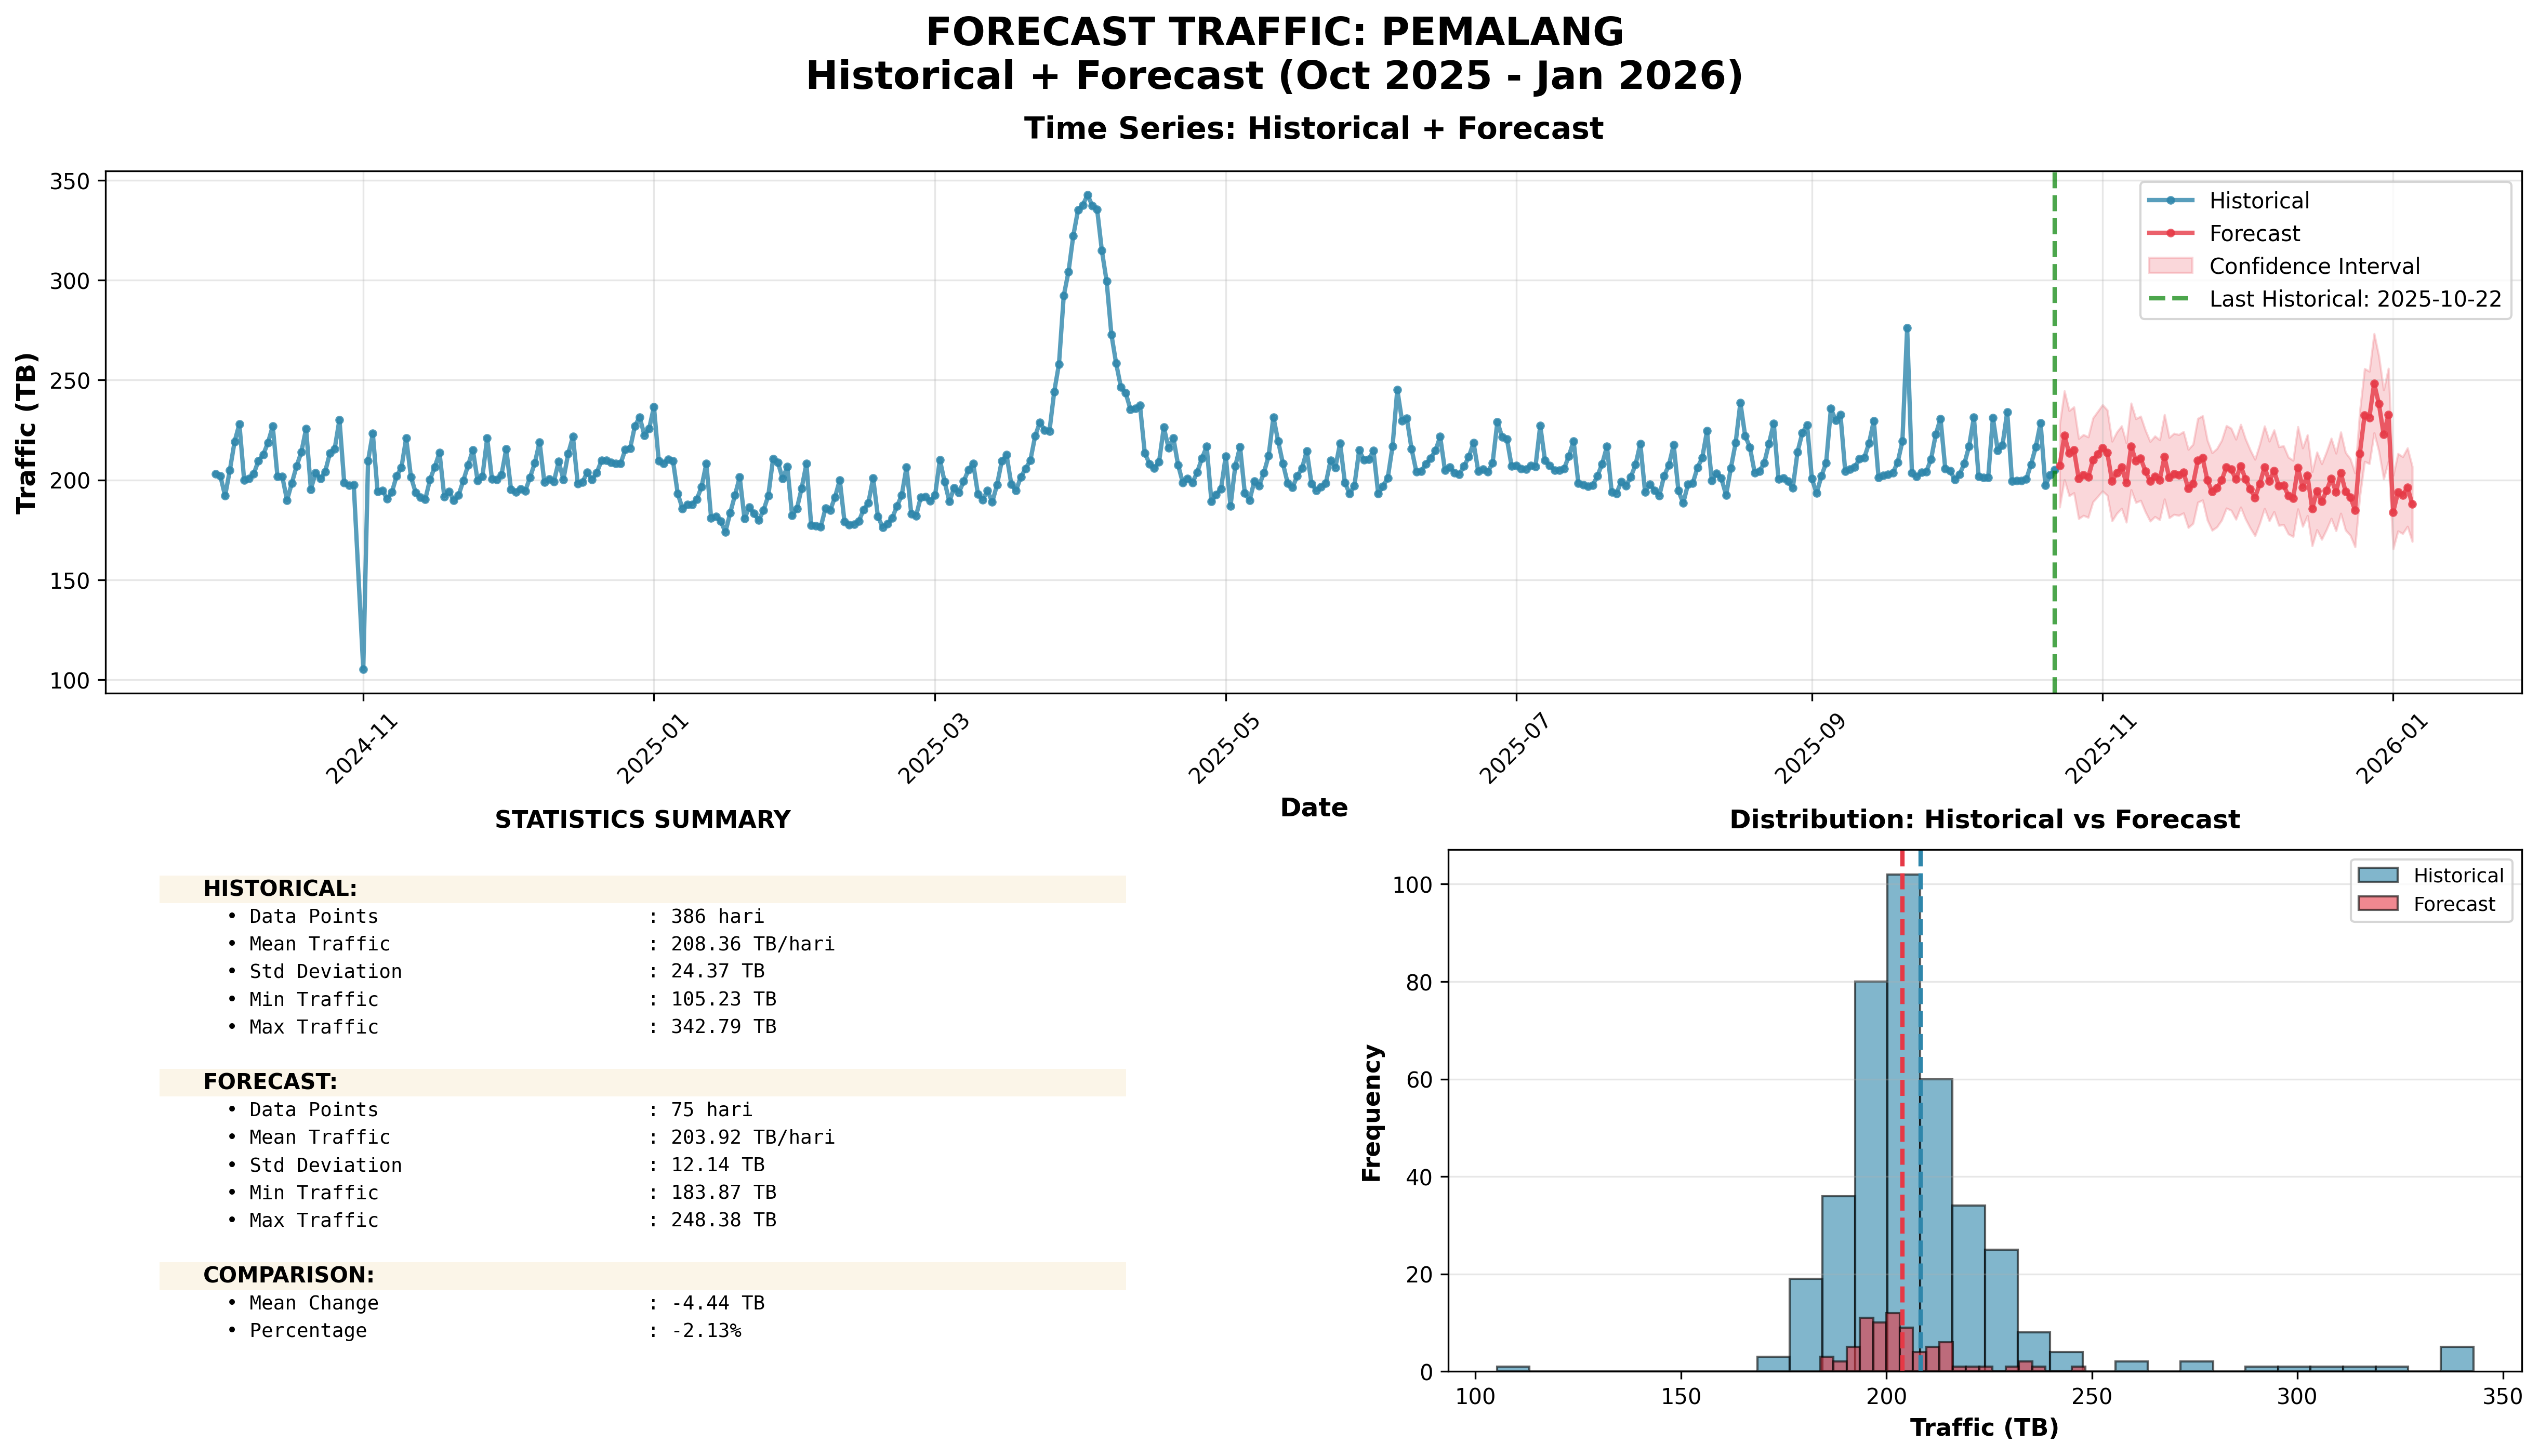 FORECAST TRAFFIC: PEMALANG
Historical + Forecast (Oct 2025 - Jan 2026)
Time Series: Historical + Forecast
Traffic (TB)
350
300
250
200
150
100
Historical
Forecast
Confidence Interval
Last Historical: 2025-10-22
2024-11
2025-01
2025-03
2025-05
2025-07
2025-09
2025-11
2026-01
Date
STATISTICS SUMMARY
HISTORICAL:
• Data Points : 386 hari
• Mean Traffic : 208.36 TB/hari
• Std Deviation : 24.37 TB
• Min Traffic : 105.23 TB
• Max Traffic : 342.79 TB
FORECAST:
• Data Points : 75 hari
• Mean Traffic : 203.92 TB/hari
• Std Deviation : 12.14 TB
• Min Traffic : 183.87 TB
• Max Traffic : 248.38 TB
COMPARISON:
• Mean Change : -4.44 TB
• Percentage : -2.13%
Distribution: Historical vs Forecast
Frequency
100
80
60
40
20
0
Historical
Forecast
100
150
200
250
300
350
Traffic (TB)